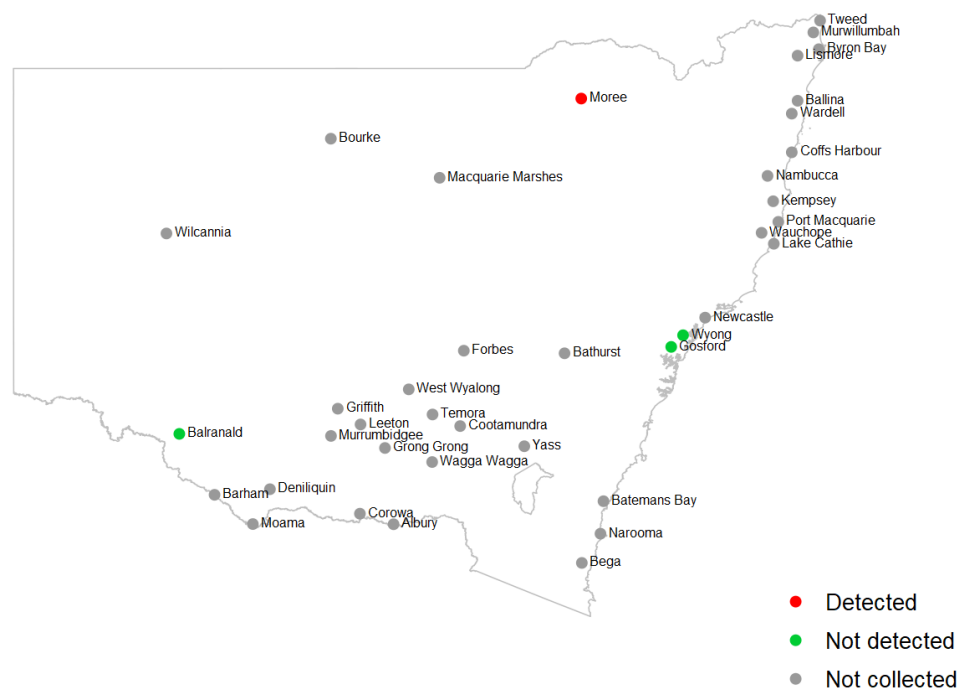 Tweed
Murwillumbah
Byron Bay
Lismore
Moree
Ballina
Wardell
Bourke
Coffs Harbour
Macquarie Marshes
Nambucca
Kempsey
Port Macquarie
Wilcannia
Wauchope
Lake Cathie
Newcastle
Wyong
Gosford
Forbes
Bathurst
West Wyalong
Griffith
Temora
Leeton
Cootamundra
Balranald
Murrumbidgee
Grong Grong
Yass
Wagga Wagga
Deniliquin
Barham
Batemans Bay
Corowa
Moama
Albury
Narooma
Bega
Detected
Not detected
Not collected